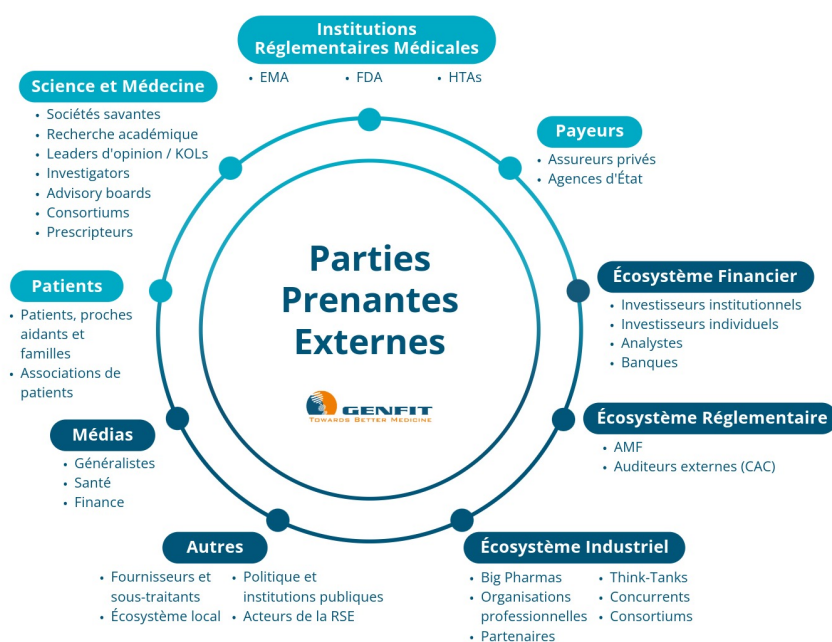 Institutions
Réglementaires Médicales
• EMA
• FDA
• HTAs
Science et Médecine
• Sociétés savantes
• Recherche académique
• Leaders d'opinion / KOLs
• Investigators
• Advisory boards
• Consortiums
• Prescripteurs
Payeurs
• Assureurs privés
• Agences d'État
Patients
• Patients, proches
aidants et
familles
• Associations de
patients
Parties
Prenantes
Externes
GENFIT
TOWARDS BETTER MEDICINE
Écosystème Financier
• Investisseurs institutionnels
• Investisseurs individuels
• Analystes
• Banques
Médias
• Généralistes
• Santé
• Finance
Écosystème Réglementaire
• AMF
• Auditeurs externes (CAC)
Autres
• Fournisseurs et
sous-traitants
• Écosystème local
• Politique et
institutions publiques
• Acteurs de la RSE
Écosystème Industriel
• Big Pharmas
• Organisations
professionnelles
• Partenaires
• Think-Tanks
• Concurrents
• Consortiums